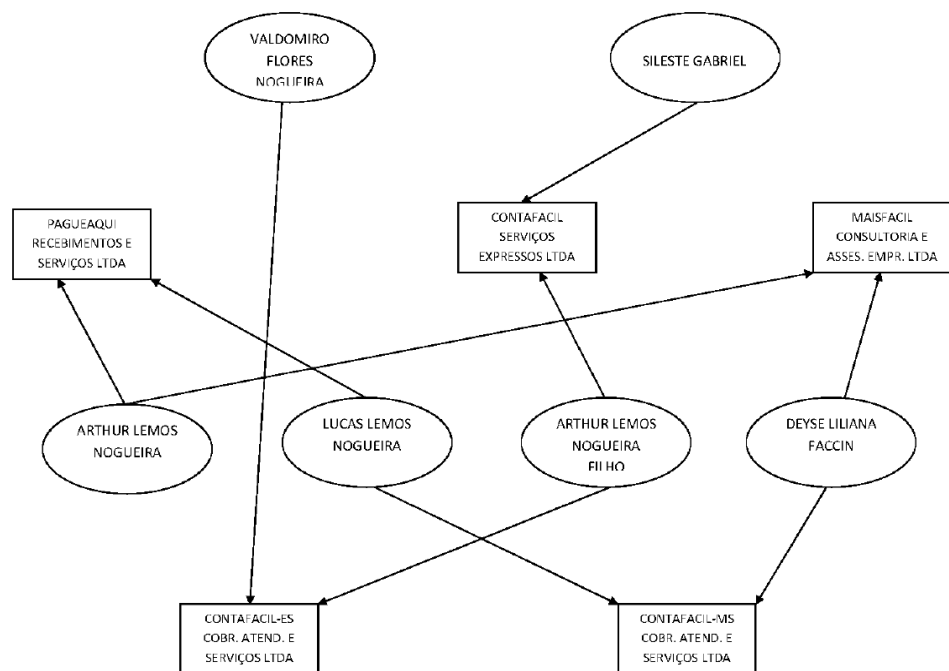 VALDOMIRO
FLORES
NOGUEIRA
SILESTE GABRIEL
PAGUEAQUI
RECEBIMENTOS E
SERVIÇOS LTDA
CONTAFACIL
SERVIÇOS
EXPRESSOS LTDA
MAISFACIL
CONSULTORIA E
ASSES. EMPR. LTDA
ARTHUR LEMOS
NOGUEIRA
LUCAS LEMOS
NOGUEIRA
ARTHUR LEMOS
NOGUEIRA
FILHO
DEYSE LILIANA
FACCIN
CONTAFACIL-ES
COBR. ATEND. E
SERVIÇOS LTDA
CONTAFACIL-MS
COBR. ATEND. E
SERVIÇOS LTDA